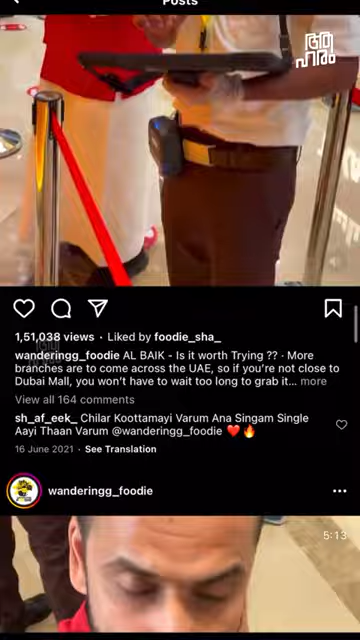 Posts
ആ
ഹാരം
1,51,038 views · Liked by foodie_sha_
wanderingg_foodie AL BAIK - Is it worth Trying ?? · More
branches are to come across the UAE, so if you're not close to
Dubai Mall, you won't have to wait too long to grab it... more
View all 164 comments
sh_af_eek_ Chilar Koottamayi Varum Ana Singam Single
Aayi Thaan Varum @wanderingg_foodie ❤️🔥
16 June 2021 · See Translation
wanderingg_foodie
5:13